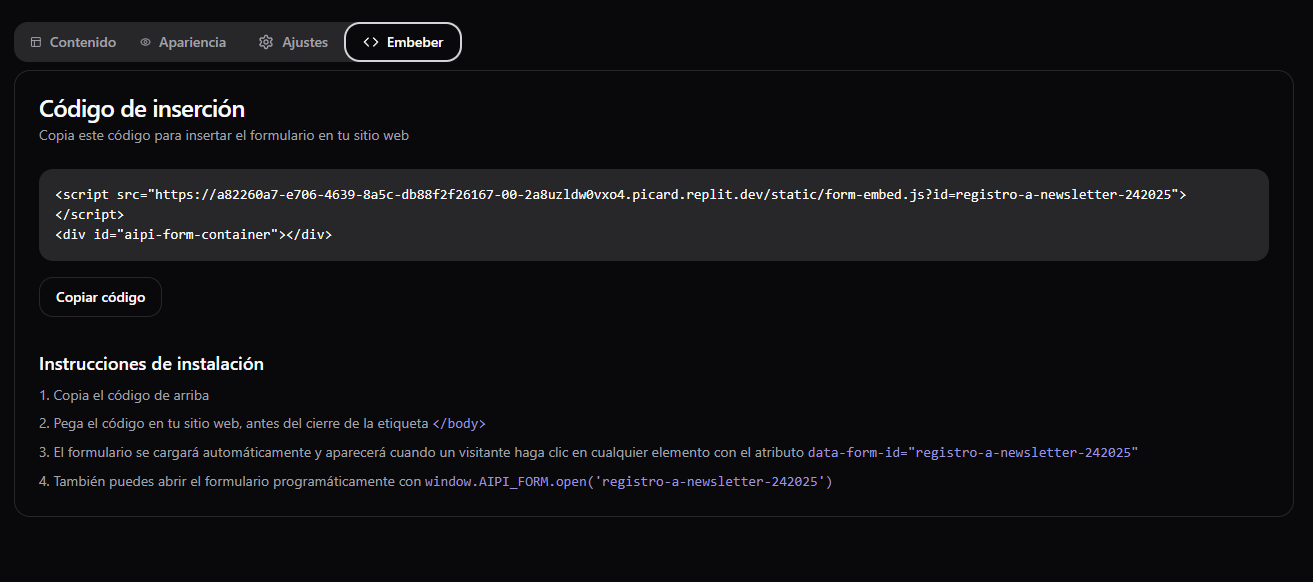 Contenido
Apariencia
Ajustes
<> Embeber
Código de inserción
Copia este código para insertar el formulario en tu sitio web
<script src="https://a82260a7-e706-4639-8a5c-db88f2f26167-00-2a8uzldw0vxo4.picard.replit.dev/static/form-embed.js?id=registro-a-newsletter-242025">
</script>
<div id="aipi-form-container"></div>
Copiar código
Instrucciones de instalación
1. Copia el código de arriba
2. Pega el código en tu sitio web, antes del cierre de la etiqueta </body>
3. El formulario se cargará automáticamente y aparecerá cuando un visitante haga clic en cualquier elemento con el atributo data-form-id="registro-a-newsletter-242025"
4. También puedes abrir el formulario programáticamente con window.AIPI_FORM.open('registro-a-newsletter-242025')